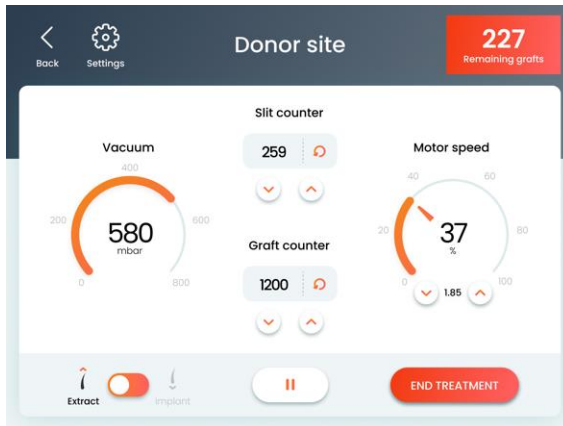 Back
Settings
Donor site
227
Remaining grafts
Vacuum
0
200
400
600
800
580
mbar
Slit counter
259
Graft counter
1200
Motor speed
0
20
40
60
80
100
37
%
1.85
Extract
Implant
END TREATMENT